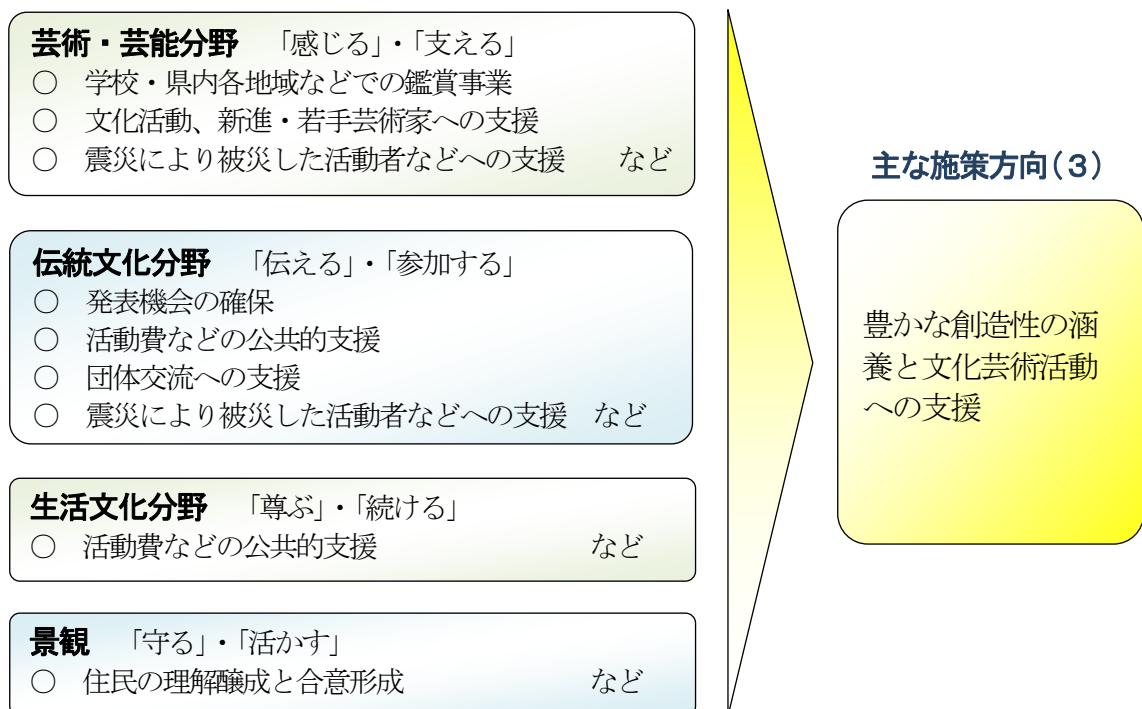 芸術・芸能分野　「感じる」・「支える」
○　学校・県内各地域などでの鑑賞事業
○　文化活動、新進・若手芸術家への支援
○　震災により被災した活動者などへの支援　　など
伝統文化分野　「伝える」・「参加する」
○　発表機会の確保
○　活動費などの公共的支援
○　団体交流への支援
○　震災により被災した活動者などへの支援　など
生活文化分野　「尊ぶ」・「続ける」
○　活動費などの公共的支援　　など
景観　「守る」・「活かす」
○　住民の理解醸成と合意形成　　など
主な施策方向（３）
豊かな創造性の涵
養と文化芸術活動
への支援